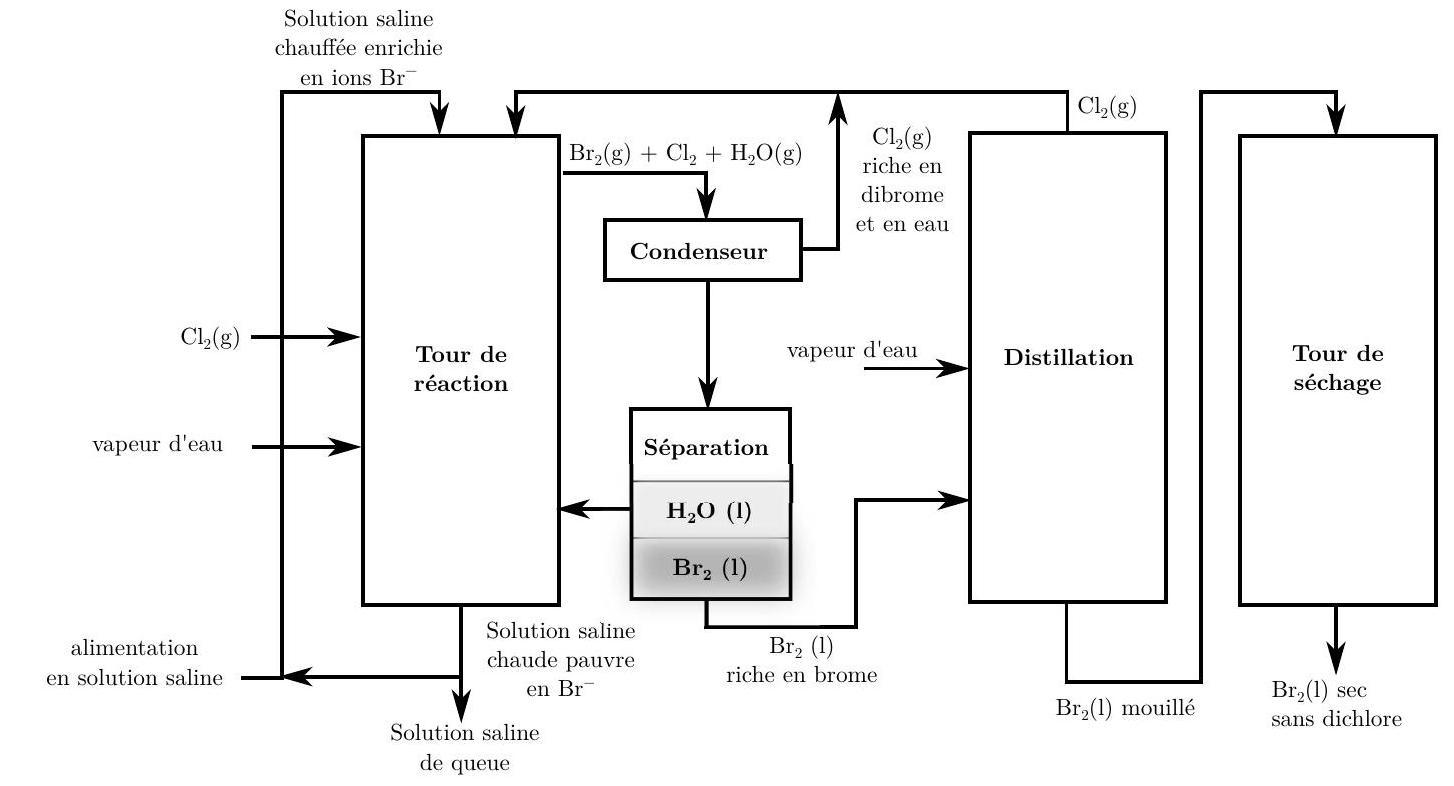 Solution saline
chauffée enrichie
en ions Br⁻
Cl₂(g)
Br₂(g) + Cl₂ + H₂O(g)
Cl₂(g)
riche en
dibrome
et en eau
Condenseur
Cl₂(g)
vapeur d'eau
Tour de
réaction
Distillation
Tour de
séchage
vapeur d'eau
Séparation
H₂O (l)
Br₂ (l)
alimentation
en solution saline
Solution saline
chaude pauvre
en Br⁻
Br₂ (l)
riche en brome
Br₂(l) mouillé
Br₂(l) sec
sans dichlore
Solution saline
de queue